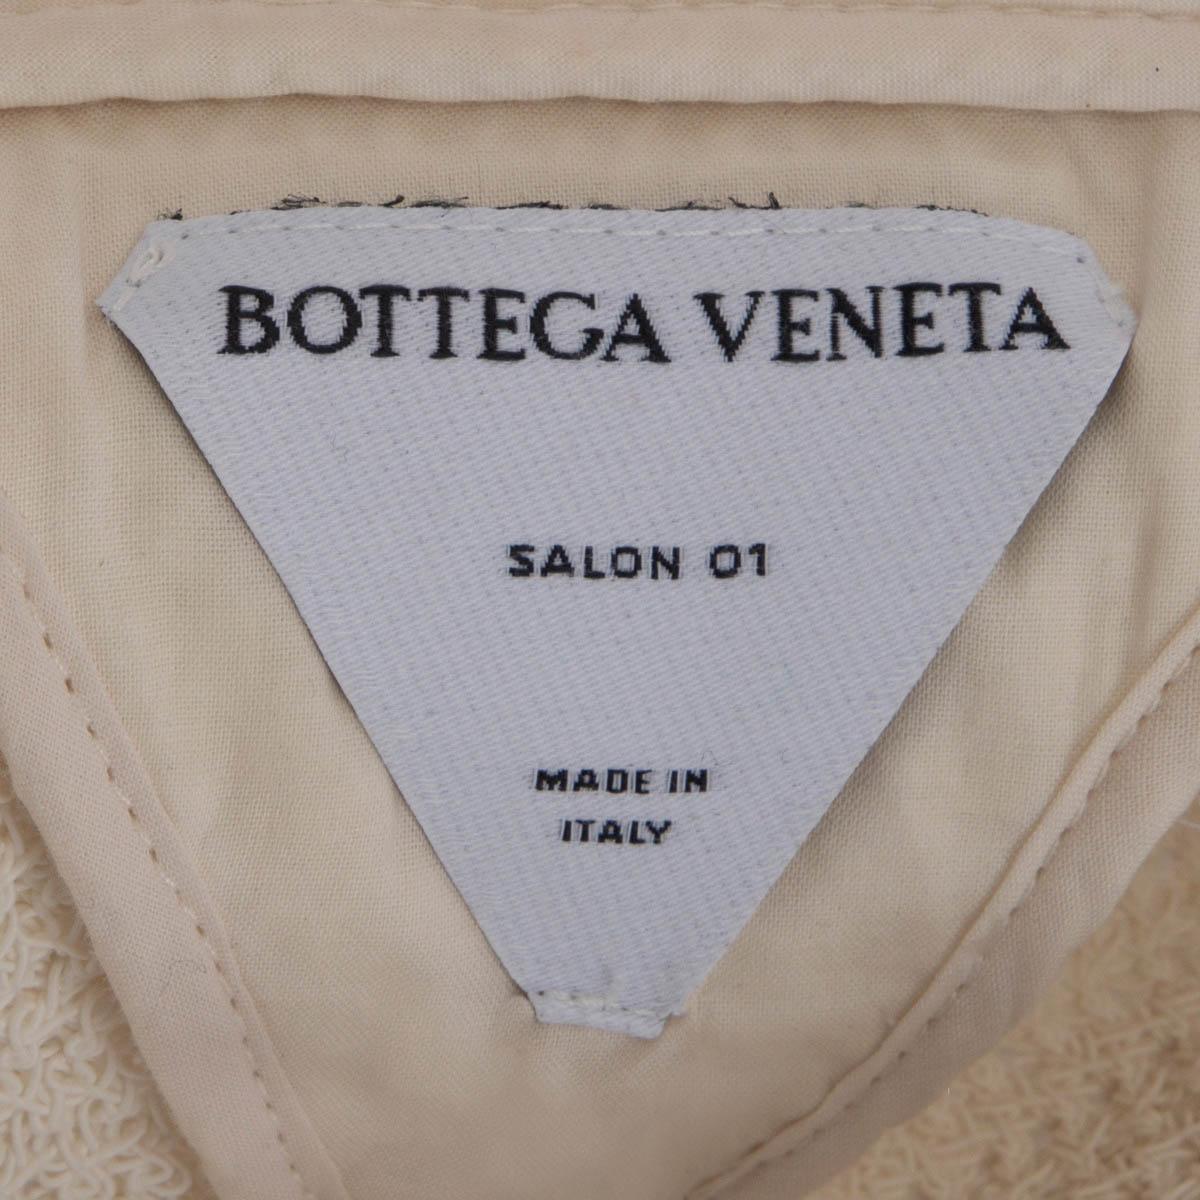 BOTTEGA VENETA
SALON 01
MADE IN
ITALY